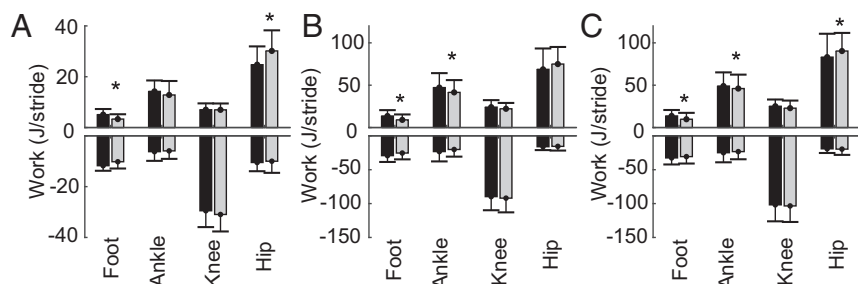 A
B
C
Work (J/stride)
40
20
0
-20
-40
*
*
Foot
Ankle
Knee
Hip
Work (J/stride)
100
50
0
-50
-100
-150
*
*
Foot
Ankle
Knee
Hip
Work (J/stride)
100
50
0
-50
-100
-150
*
*
*
Foot
Ankle
Knee
Hip